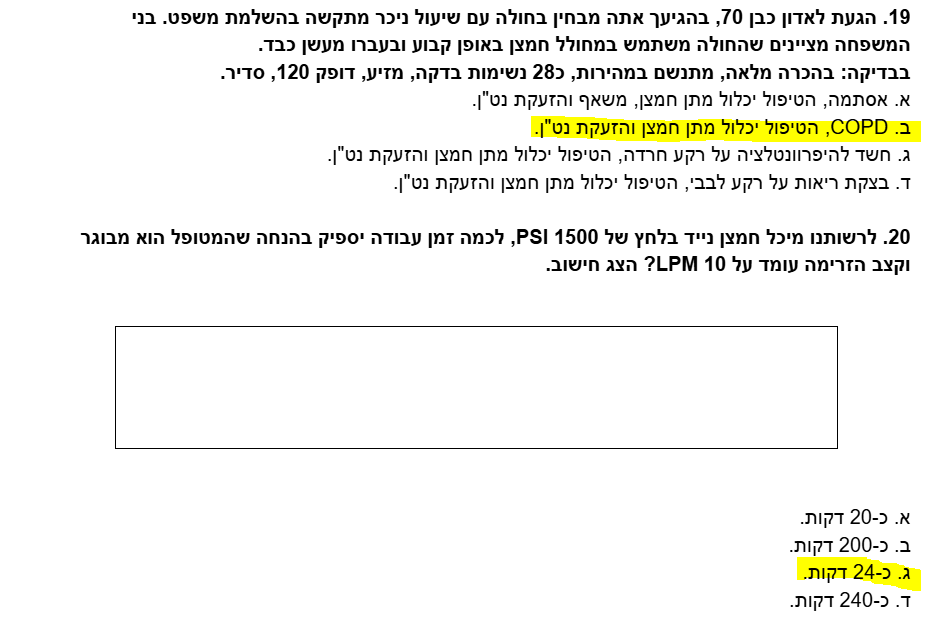 19. הגעת לאדון כבן 70, בהגיעך אתה מבחין בחולה עם שיעול ניכר מתקשה בהשלמת משפט. בני
המשפחה מציינים שהחולה משתמש במחולל חמצן באופן קבוע ובעברו מעשן כבד.
בבדיקה: בהכרה מלאה, מתנשם במהירות, כ28 נשימות בדקה, מזיע, דופק 120, סדיר.
א. אסתמה, הטיפול יכלול מתן חמצן, משאף והזעקת נט"ן.
ב. COPD, הטיפול יכלול מתן חמצן והזעקת נט"ן.
ג. חשד להיפרוונטלציה על רקע חרדה, הטיפול יכלול מתן חמצן והזעקת נט"ן.
ד. בצקת ריאות על רקע לבבי, הטיפול יכלול מתן חמצן והזעקת נט"ן.
20. לרשותנו מיכל חמצן נייד בלחץ של 1500 PSI, לכמה זמן עבודה יספיק בהנחה שהמטופל הוא מבוגר
וקצב הזרימה עומד על 10 LPM? הצג חישוב.
א. כ-20 דקות.
ב. כ-200 דקות.
ג. כ-24 דקות.
ד. כ-240 דקות.